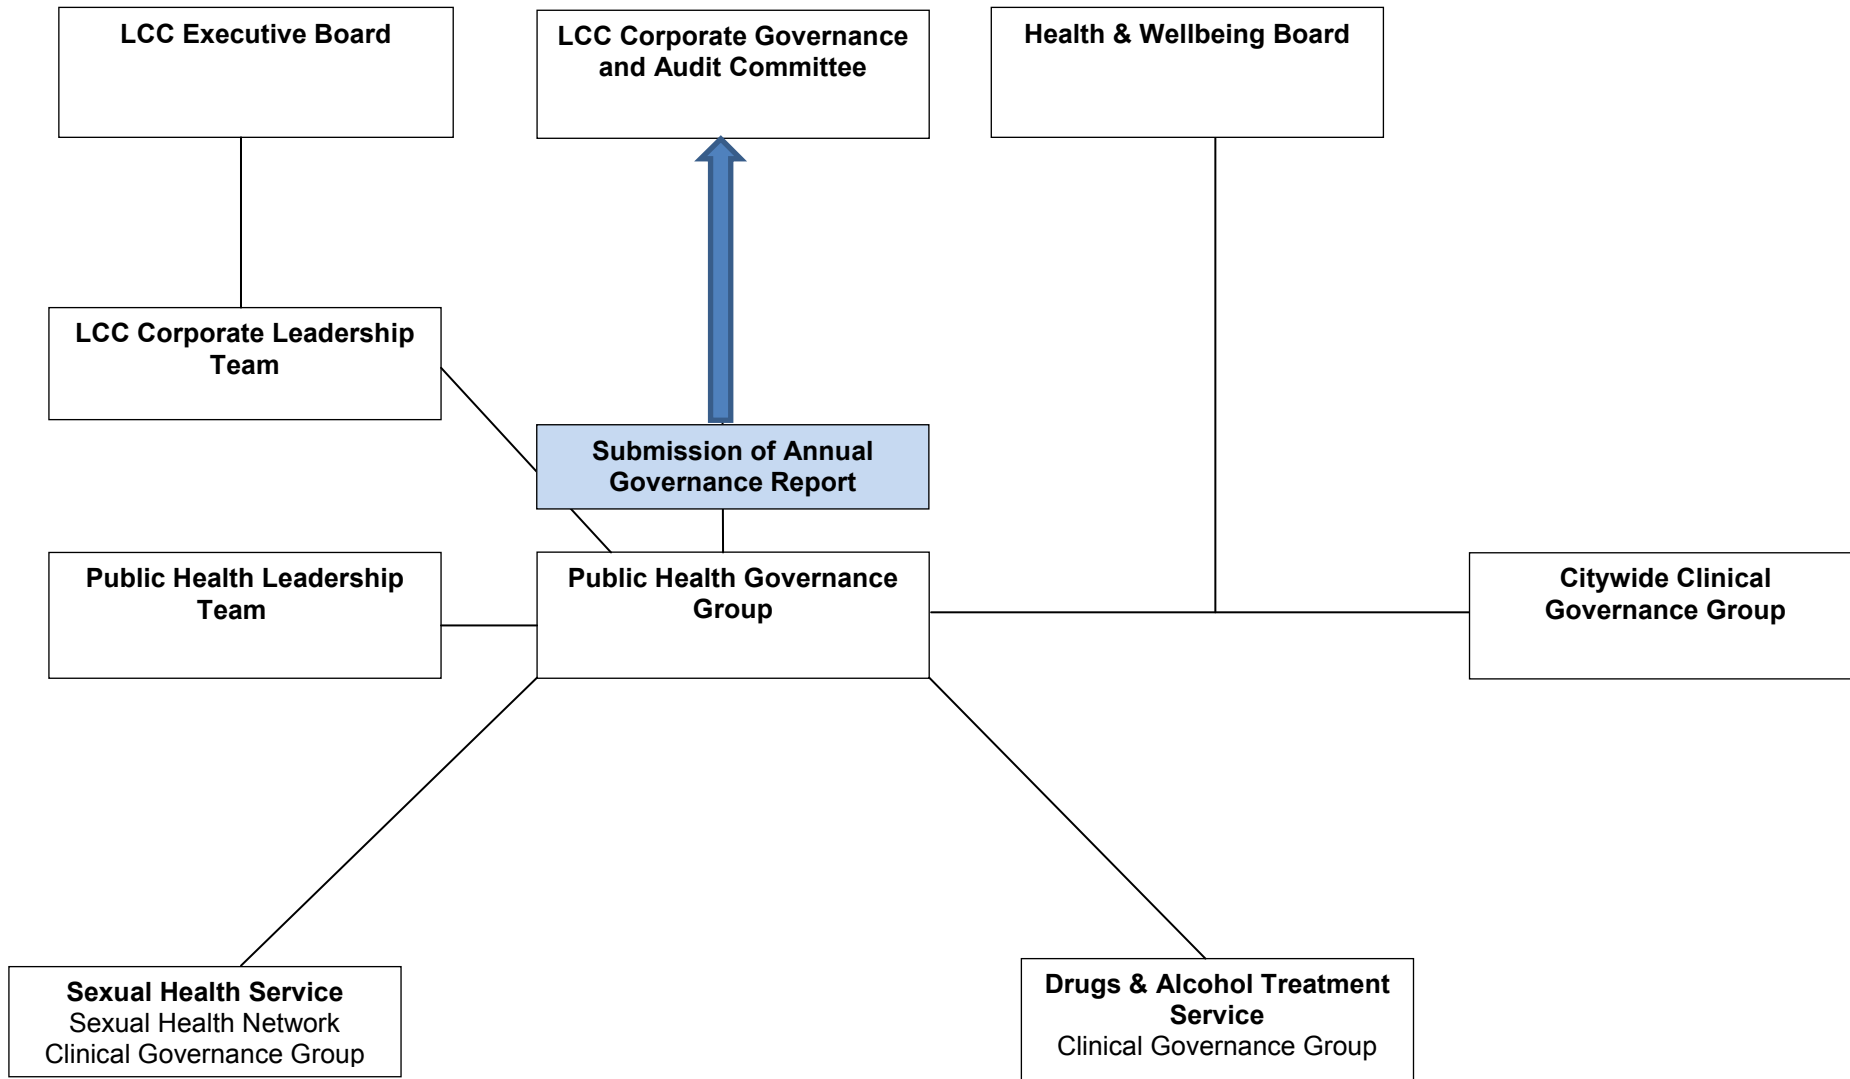 LCC Executive Board
LCC Corporate Governance
and Audit Committee
Health & Wellbeing Board
LCC Corporate Leadership
Team
Submission of Annual
Governance Report
Public Health Leadership
Team
Public Health Governance
Group
Citywide Clinical
Governance Group
Sexual Health Service
Sexual Health Network
Clinical Governance Group
Drugs & Alcohol Treatment
Service
Clinical Governance Group